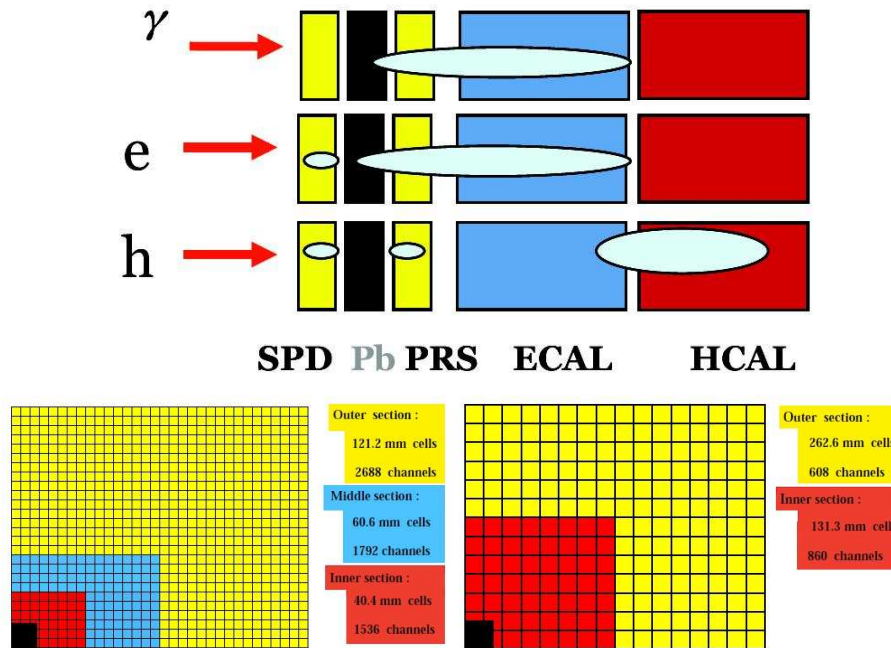 γ
e
h
SPD Pb PRS ECAL HCAL
Outer section :
121.2 mm cells
2688 channels
Middle section :
60.6 mm cells
1792 channels
Inner section :
40.4 mm cells
1536 channels
Outer section :
262.6 mm cells
608 channels
Inner section :
131.3 mm cells
860 channels